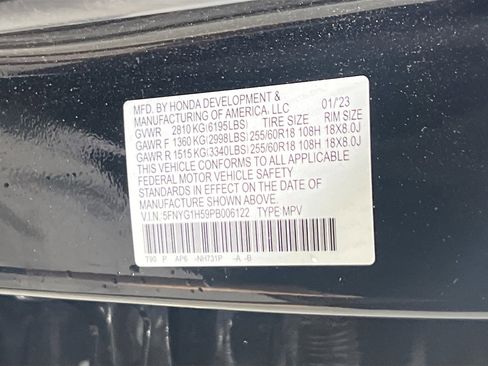 MFD. BY HONDA DEVELOPMENT &
MANUFACTURING OF AMERICA, LLC 01/23
GVWR 2810 KG(6195LBS) TIRE SIZE RIM SIZE
GAWR F 1360 KG(2998LBS) 255/60R18 108H 18X8.0J
GAWR R 1515 KG(3340LBS) 255/60R18 108H 18X8.0J
THIS VEHICLE CONFORMS TO ALL APPLICABLE
FEDERAL MOTOR VEHICLE SAFETY
STANDARDS IN EFFECT ON THE DATE OF
MANUFACTURE SHOWN ABOVE.
V.I.N. 5FNYG1H59PB006122 TYPE MPV
T90 P AP6 -NH731P -A -B